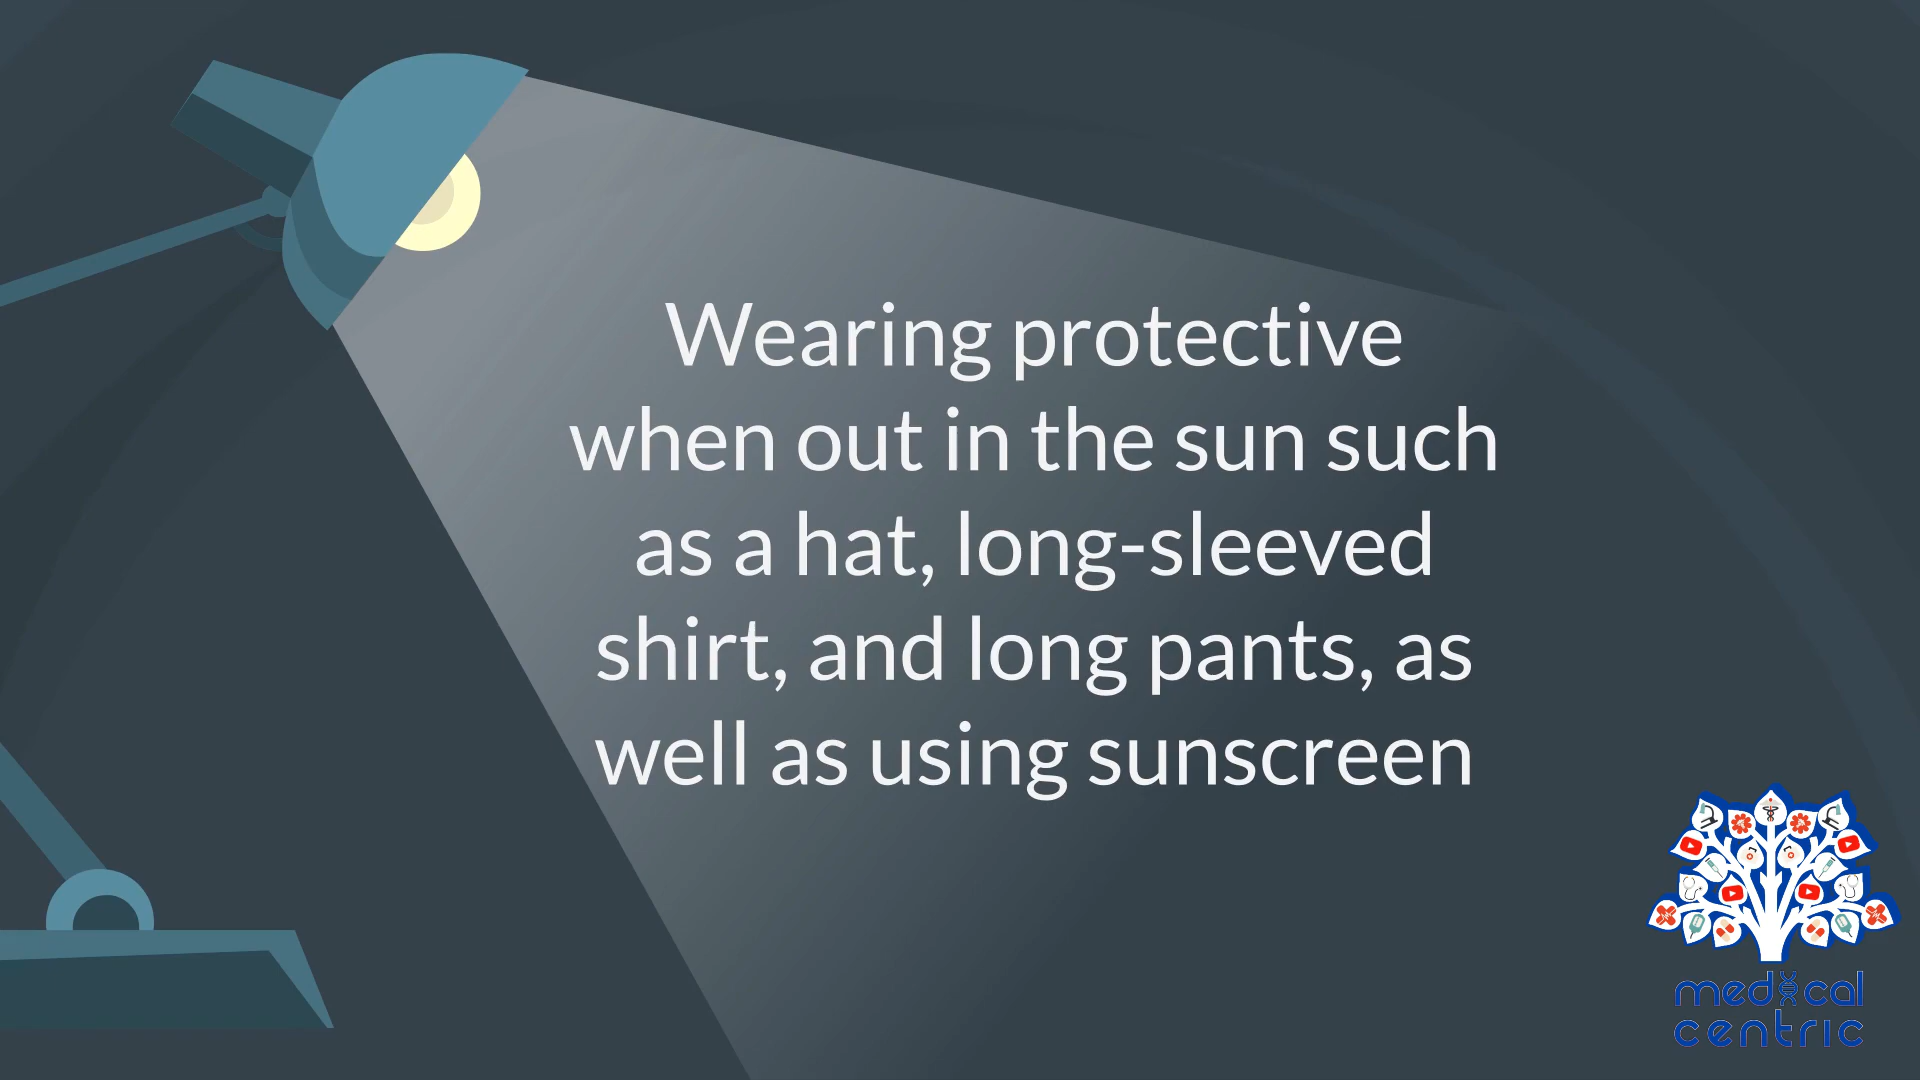 Wearing protective
when out in the sun such
as a hat, long-sleeved
shirt, and long pants, as
well as using sunscreen
medical
centric